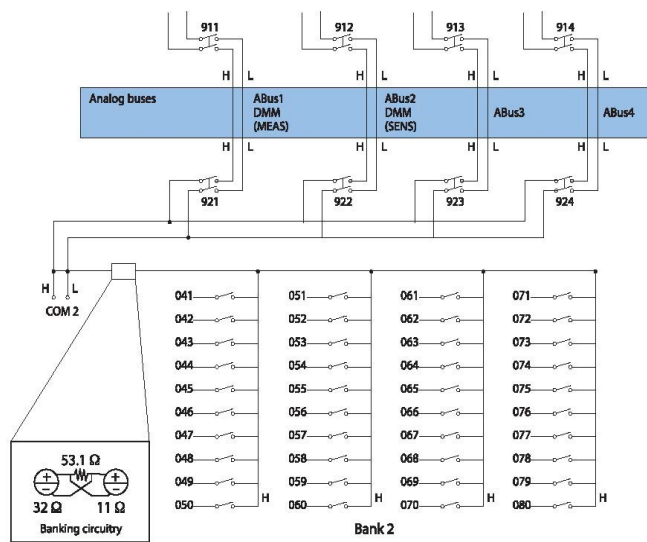 911 912 913 914
H L H L H L H L
Analog buses
ABus1
DMM
(MEAS)
ABus2
DMM
(SENS)
ABus3
ABus4
H L H L H L H L
921 922 923 924
H L
COM 2
041 051 061 071
042 052 062 072
043 053 063 073
044 054 064 074
045 055 065 075
046 056 066 076
047 057 067 077
048 058 068 078
049 059 069 079
H H H H
050 060 070 080
53.1 Ω
32 Ω 11 Ω
Banking circuitry
Bank 2